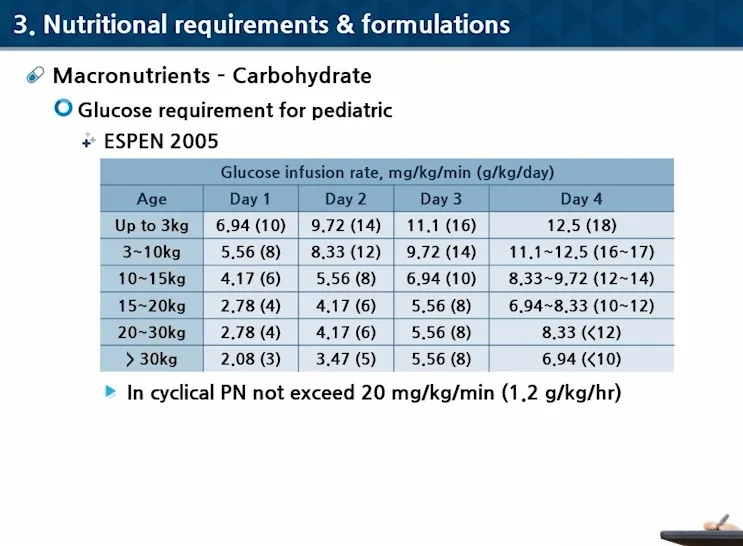 3. Nutritional requirements & formulations
Macronutrients - Carbohydrate
Glucose requirement for pediatric
ESPEN 2005
Glucose infusion rate, mg/kg/min (g/kg/day)
Age Day 1 Day 2 Day 3 Day 4
Up to 3kg 6.94 (10) 9.72 (14) 11.1 (16) 12.5 (18)
3~10kg 5.56 (8) 8.33 (12) 9.72 (14) 11.1~12.5 (16~17)
10~15kg 4.17 (6) 5.56 (8) 6.94 (10) 8.33~9.72 (12~14)
15~20kg 2.78 (4) 4.17 (6) 5.56 (8) 6.94~8.33 (10~12)
20~30kg 2.78 (4) 4.17 (6) 5.56 (8) 8.33 (<12)
> 30kg 2.08 (3) 3.47 (5) 5.56 (8) 6.94 (<10)
In cyclical PN not exceed 20 mg/kg/min (1.2 g/kg/hr)